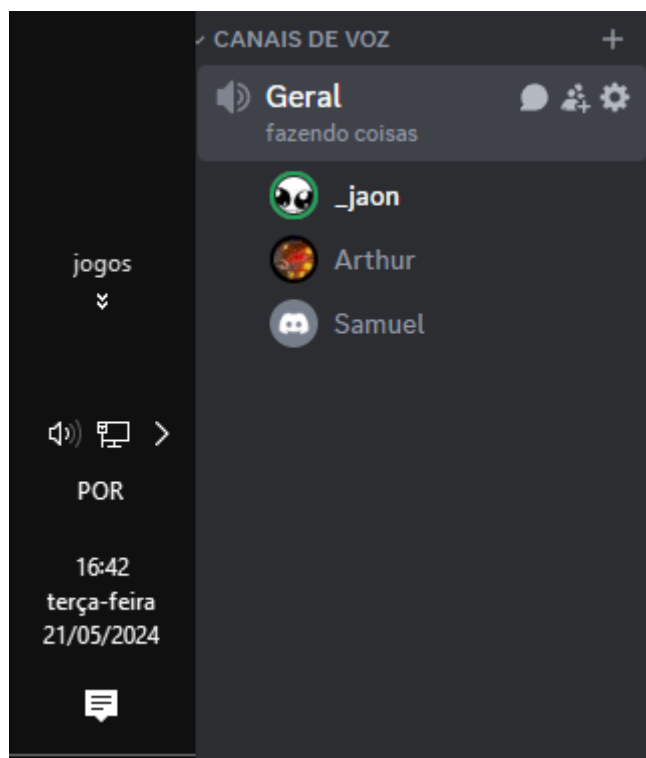 CANAIS DE VOZ
Geral
fazendo coisas
_jaon
Arthur
Samuel
jogos
POR
16:42
terça-feira
21/05/2024